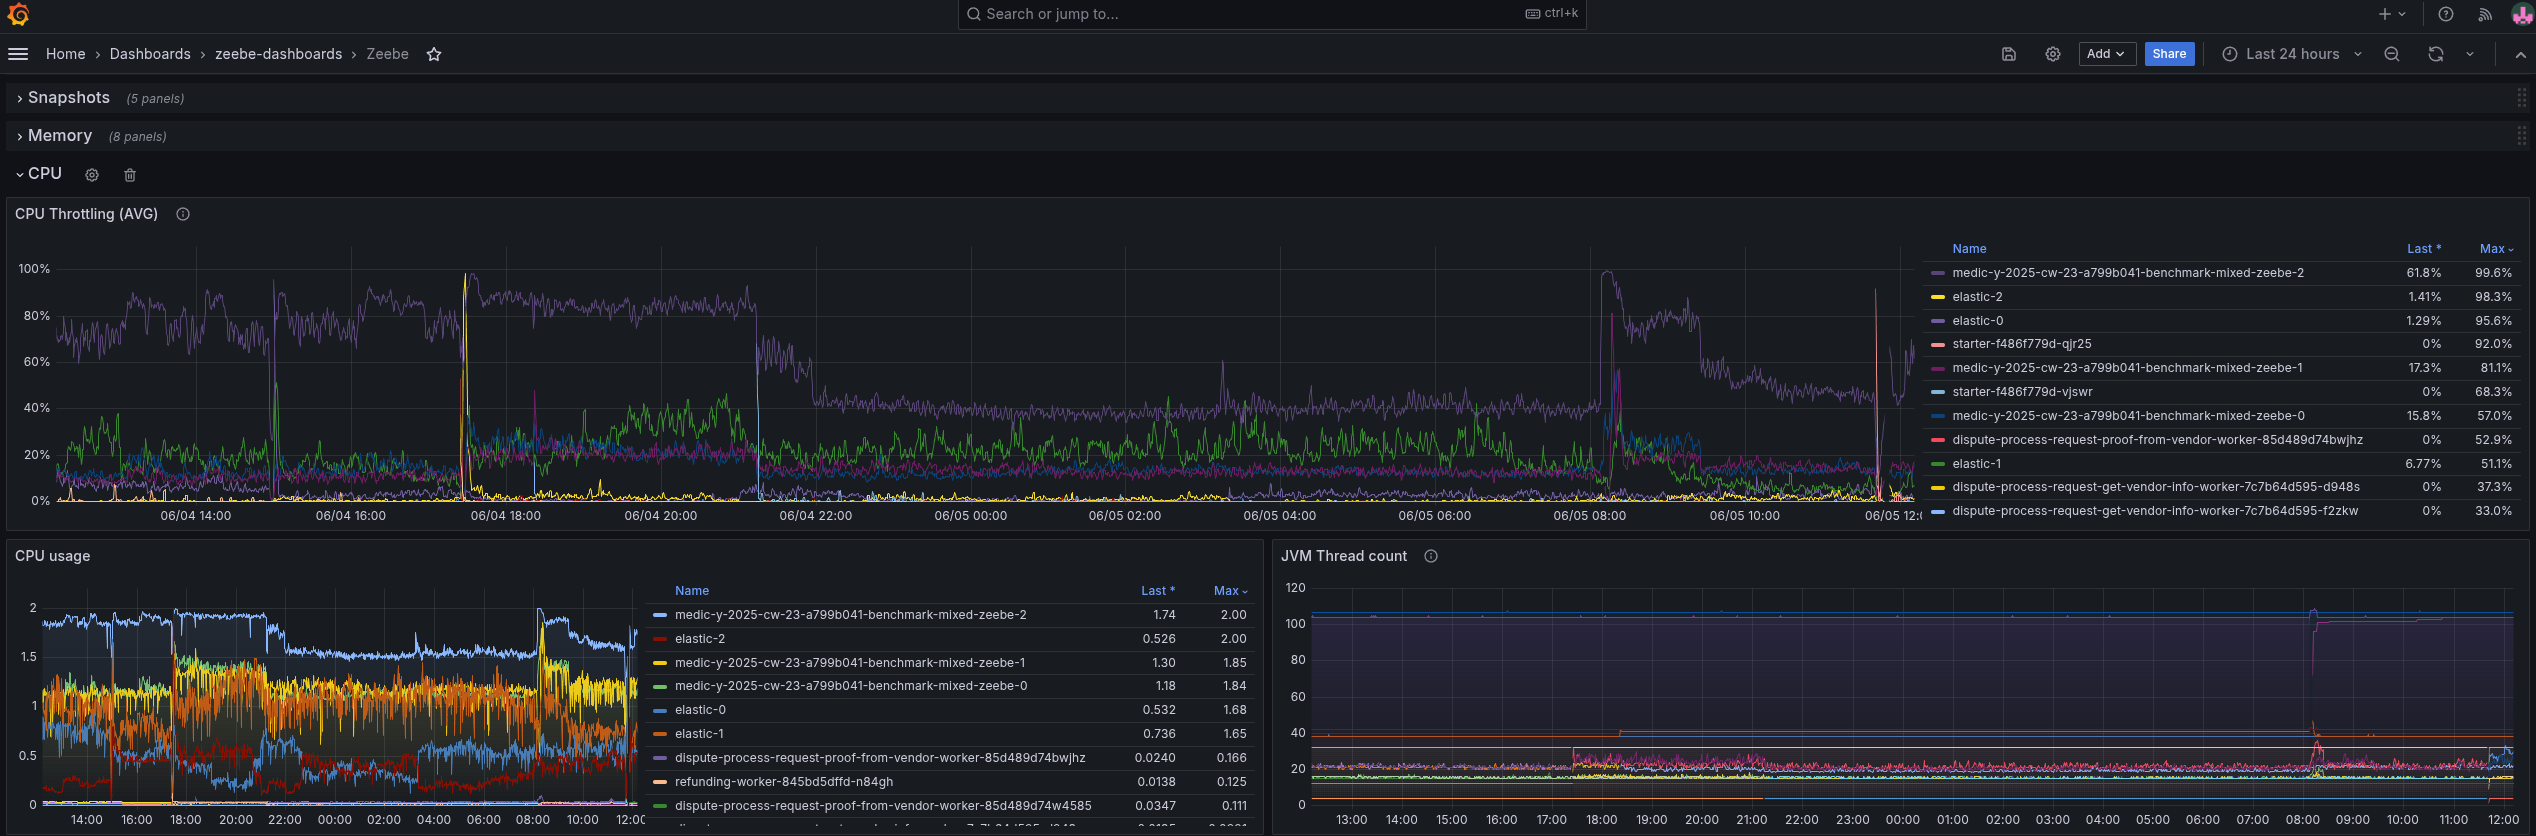 Search or jump to... ctrl+k
Home › Dashboards › zeebe-dashboards › Zeebe Add Share Last 24 hours
Snapshots (5 panels)
Memory (8 panels)
CPU
CPU Throttling (AVG)
100%
80%
60%
40%
20%
0%
06/04 14:00 06/04 16:00 06/04 18:00 06/04 20:00 06/04 22:00 06/05 00:00 06/05 02:00 06/05 04:00 06/05 06:00 06/05 08:00 06/05 10:00 06/05 12:
Name Last * Max
medic-y-2025-cw-23-a799b041-benchmark-mixed-zeebe-2 61.8% 99.6%
elastic-2 1.41% 98.3%
elastic-0 1.29% 95.6%
starter-f486f779d-qjr25 0% 92.0%
medic-y-2025-cw-23-a799b041-benchmark-mixed-zeebe-1 17.3% 81.1%
starter-f486f779d-vjswr 0% 68.3%
medic-y-2025-cw-23-a799b041-benchmark-mixed-zeebe-0 15.8% 57.0%
dispute-process-request-proof-from-vendor-worker-85d489d74bwjhz 0% 52.9%
elastic-1 6.77% 51.1%
dispute-process-request-get-vendor-info-worker-7c7b64d595-d948s 0% 37.3%
dispute-process-request-get-vendor-info-worker-7c7b64d595-f2zkw 0% 33.0%
CPU usage
2
1.5
1
0.5
0
14:00 16:00 18:00 20:00 22:00 00:00 02:00 04:00 06:00 08:00 10:00 12:00
Name Last * Max
medic-y-2025-cw-23-a799b041-benchmark-mixed-zeebe-2 1.74 2.00
elastic-2 0.526 2.00
medic-y-2025-cw-23-a799b041-benchmark-mixed-zeebe-1 1.30 1.85
medic-y-2025-cw-23-a799b041-benchmark-mixed-zeebe-0 1.18 1.84
elastic-0 0.532 1.68
elastic-1 0.736 1.65
dispute-process-request-proof-from-vendor-worker-85d489d74bwjhz 0.0240 0.166
refunding-worker-845bd5dffd-n84gh 0.0138 0.125
dispute-process-request-proof-from-vendor-worker-85d489d74w4585 0.0347 0.111
JVM Thread count
120
100
80
60
40
20
0
13:00 14:00 15:00 16:00 17:00 18:00 19:00 20:00 21:00 22:00 23:00 00:00 01:00 02:00 03:00 04:00 05:00 06:00 07:00 08:00 09:00 10:00 11:00 12:00